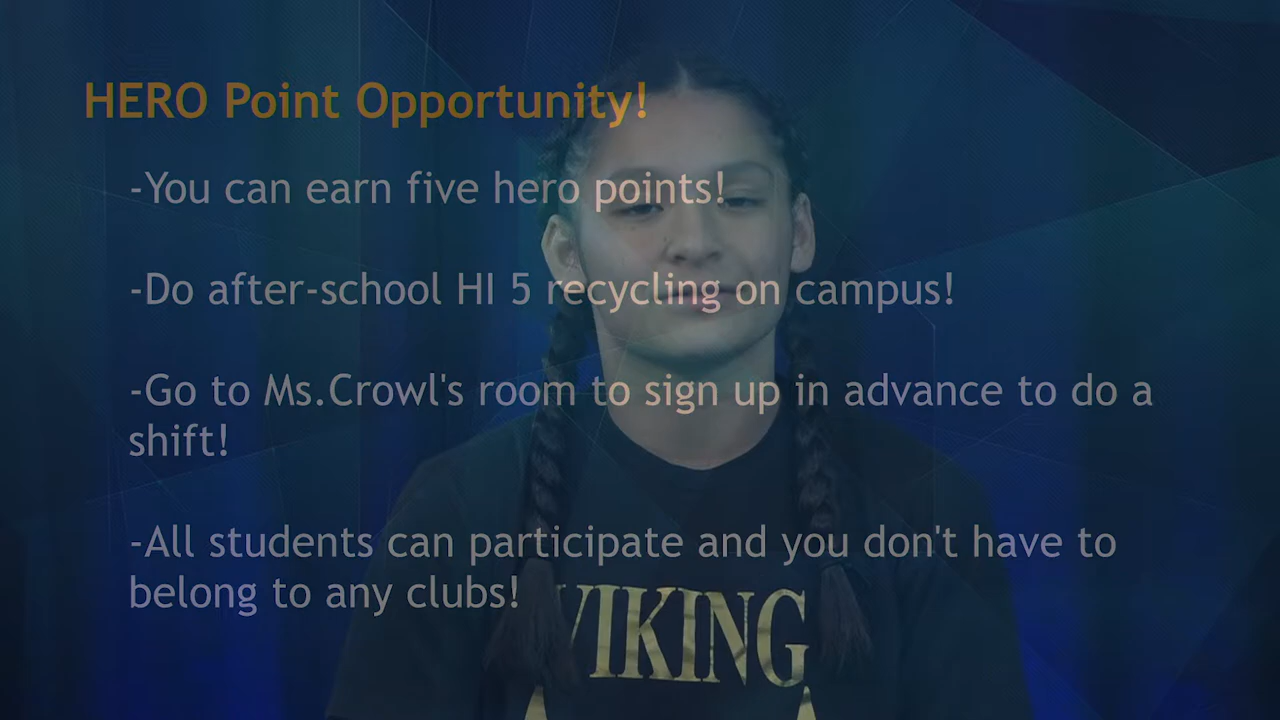 HERO Point Opportunity!
-You can earn five hero points!
-Do after-school HI 5 recycling on campus!
-Go to Ms.Crowl's room to sign up in advance to do a
shift!
-All students can participate and you don't have to
belong to any clubs!
VIKING